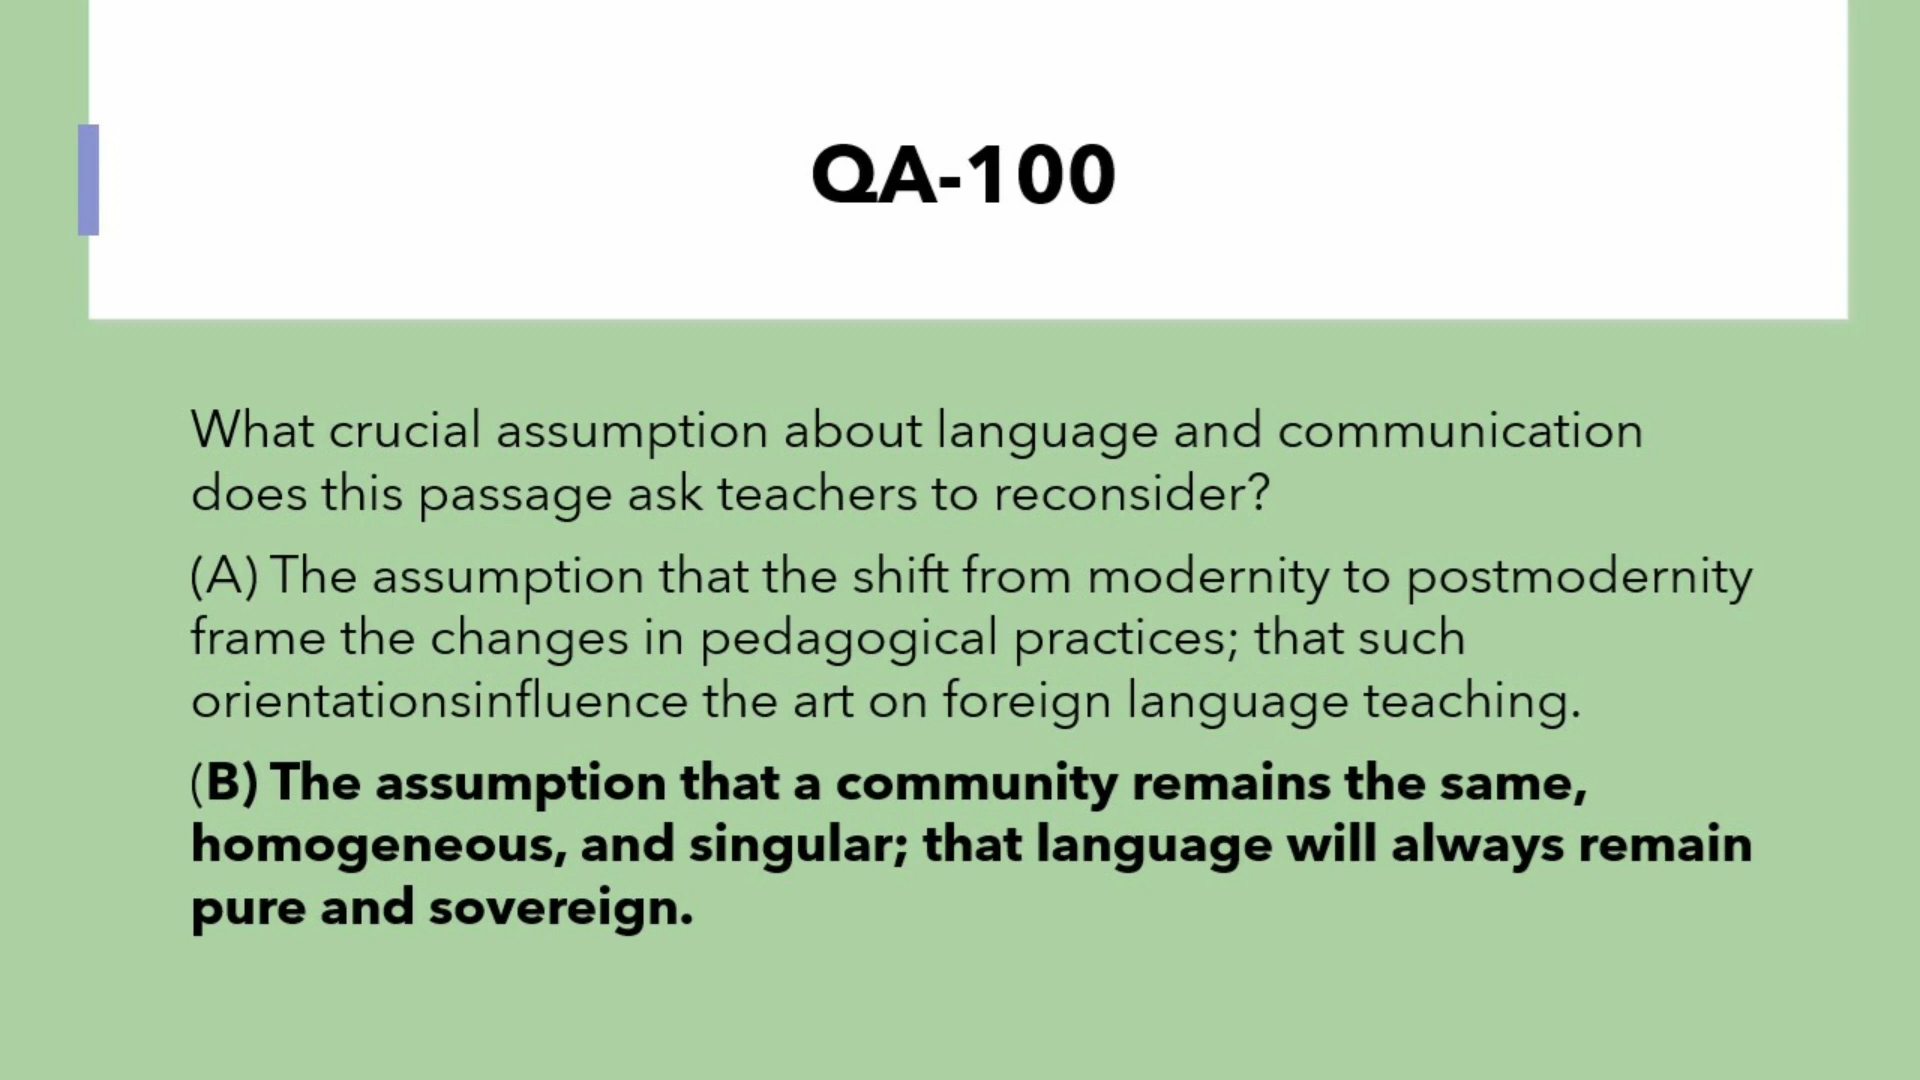 QA-100
What crucial assumption about language and communication
does this passage ask teachers to reconsider?
(A) The assumption that the shift from modernity to postmodernity
frame the changes in pedagogical practices; that such
orientationsinfluence the art on foreign language teaching.
(B) The assumption that a community remains the same,
homogeneous, and singular; that language will always remain
pure and sovereign.